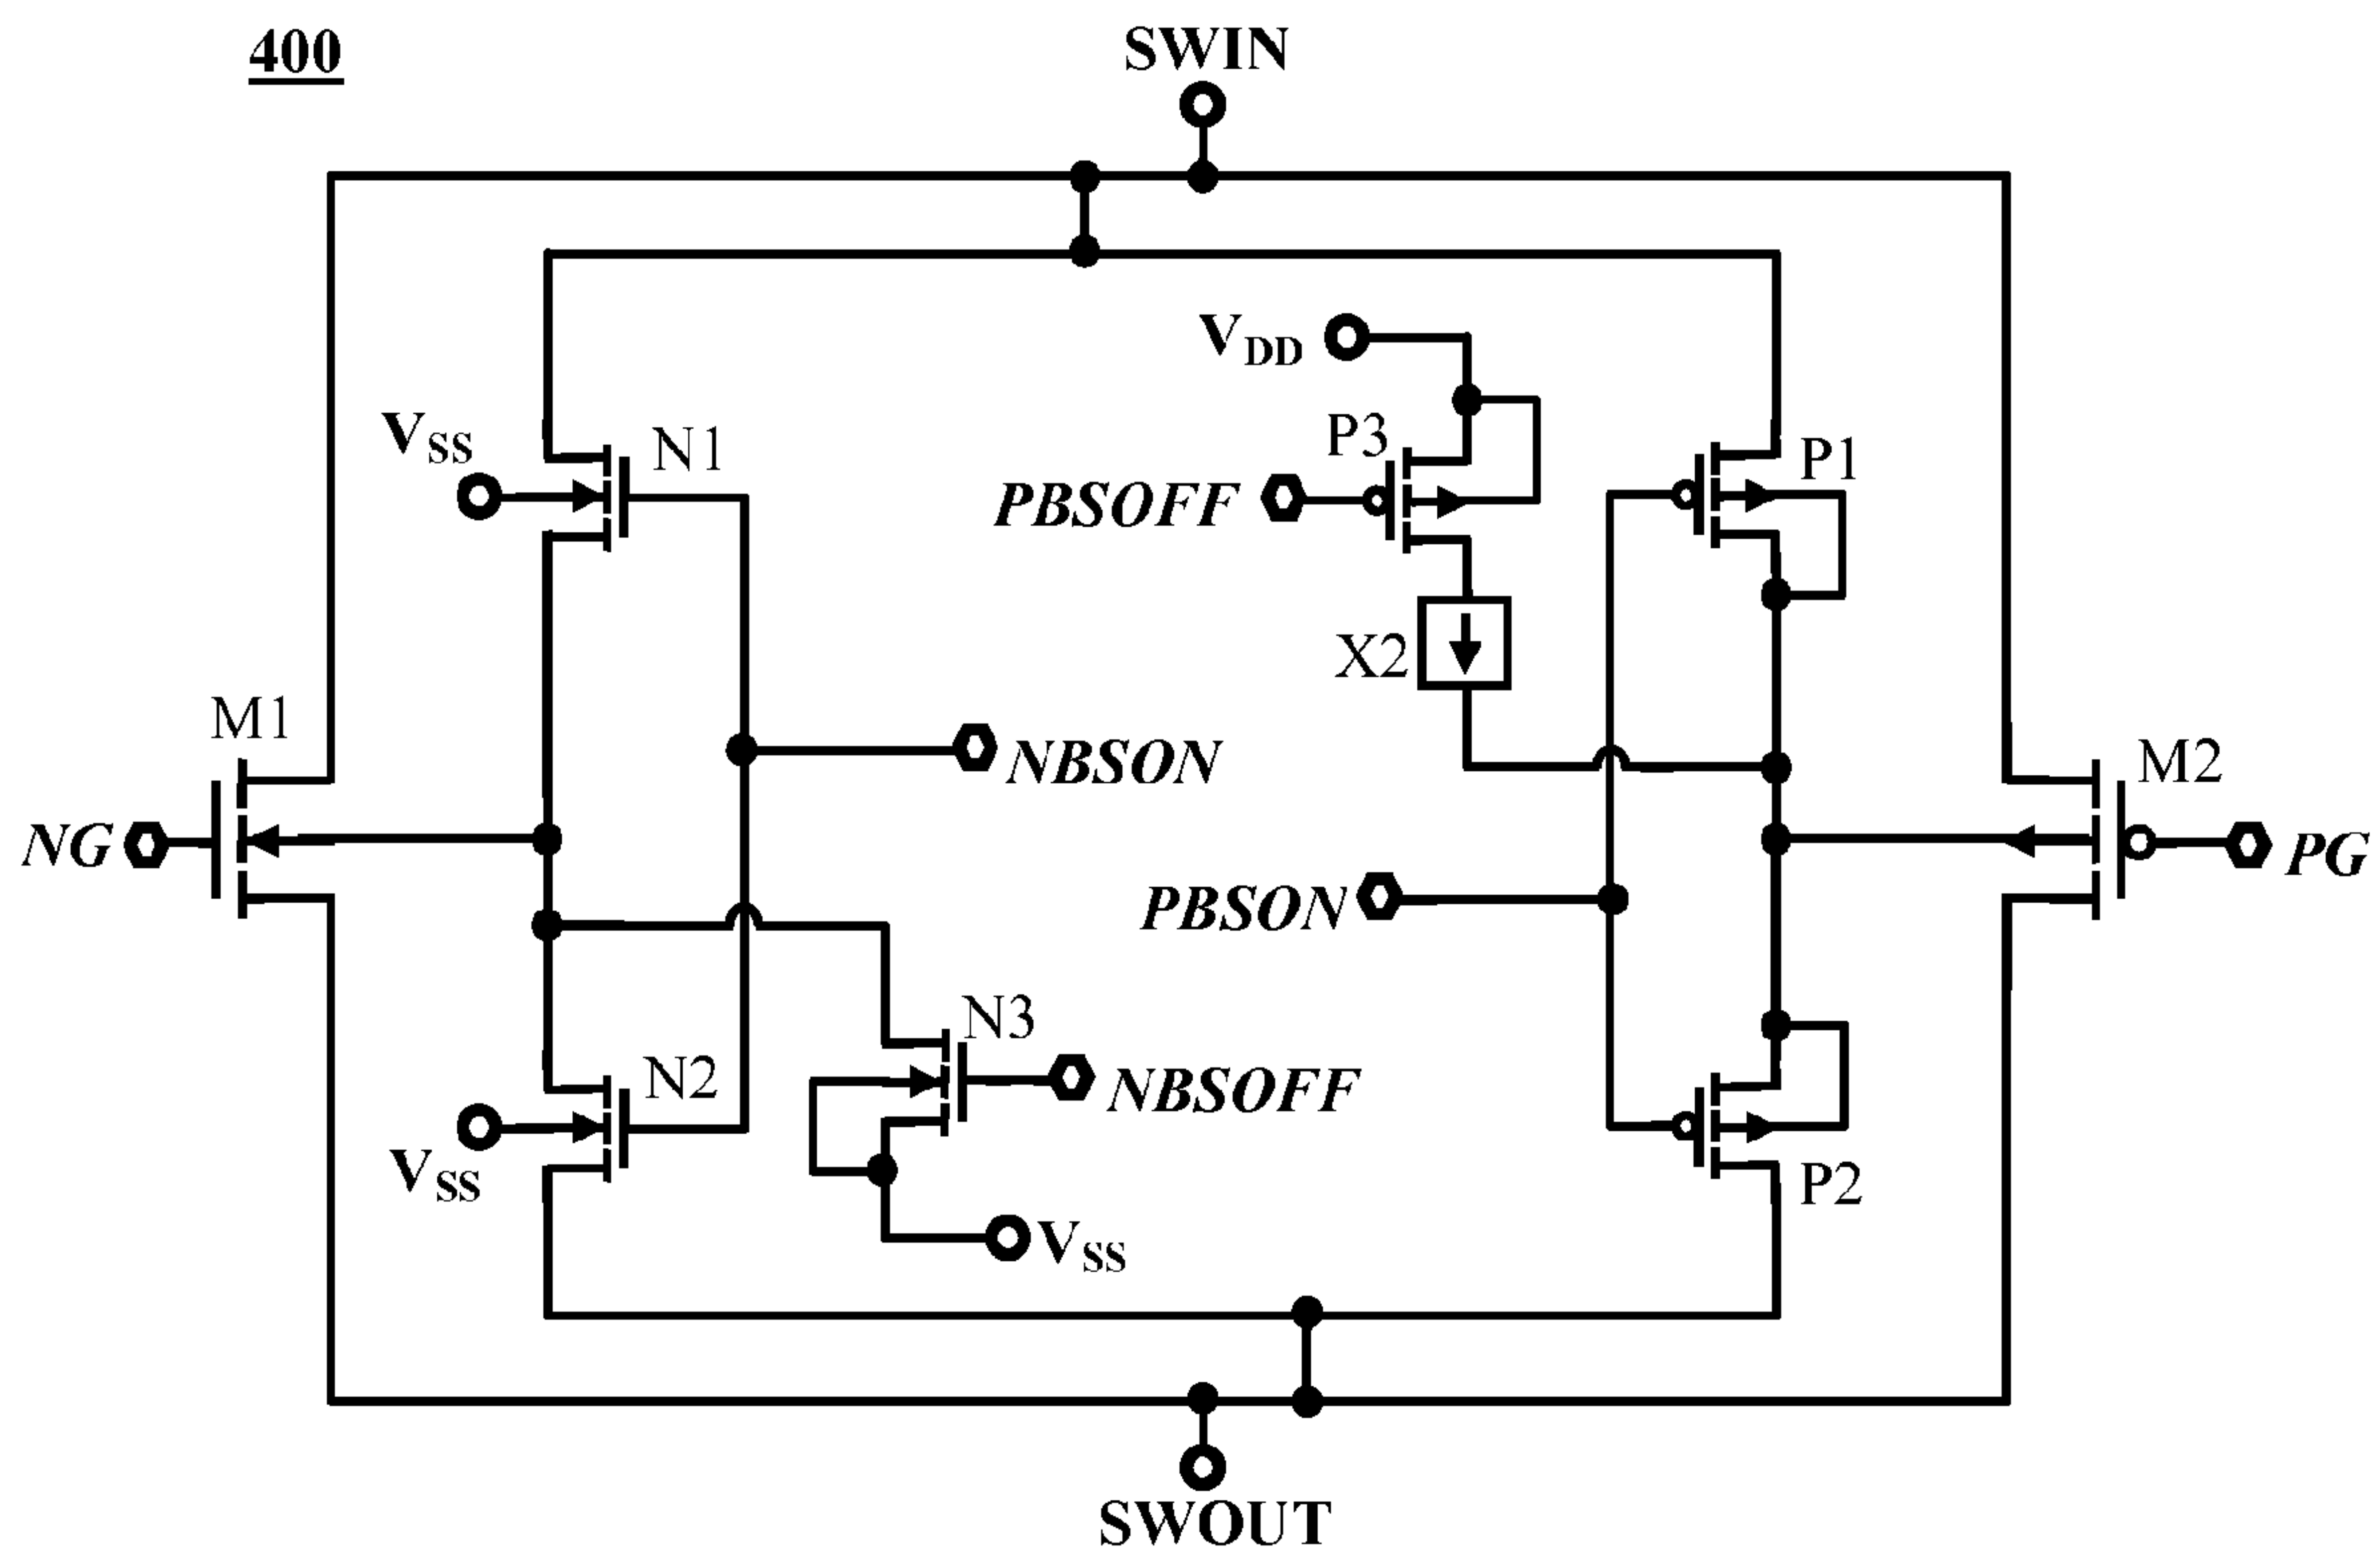 400
SWIN
VDD
VSS
N1
P3
P1
PBSOFF
X2
M1
NBSON
M2
NG
PG
PBSON
N3
N2
NBSOFF
VSS
P2
VSS
SWOUT